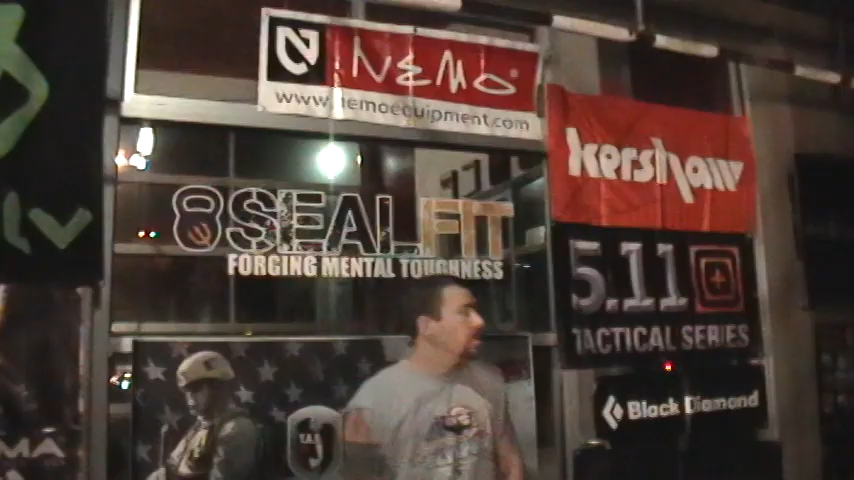 NEMO
www.nemoequipment.com
kershaw
SEALFIT
FORGING MENTAL TOUGHNESS
5.11
TACTICAL SERIES
Black Diamond